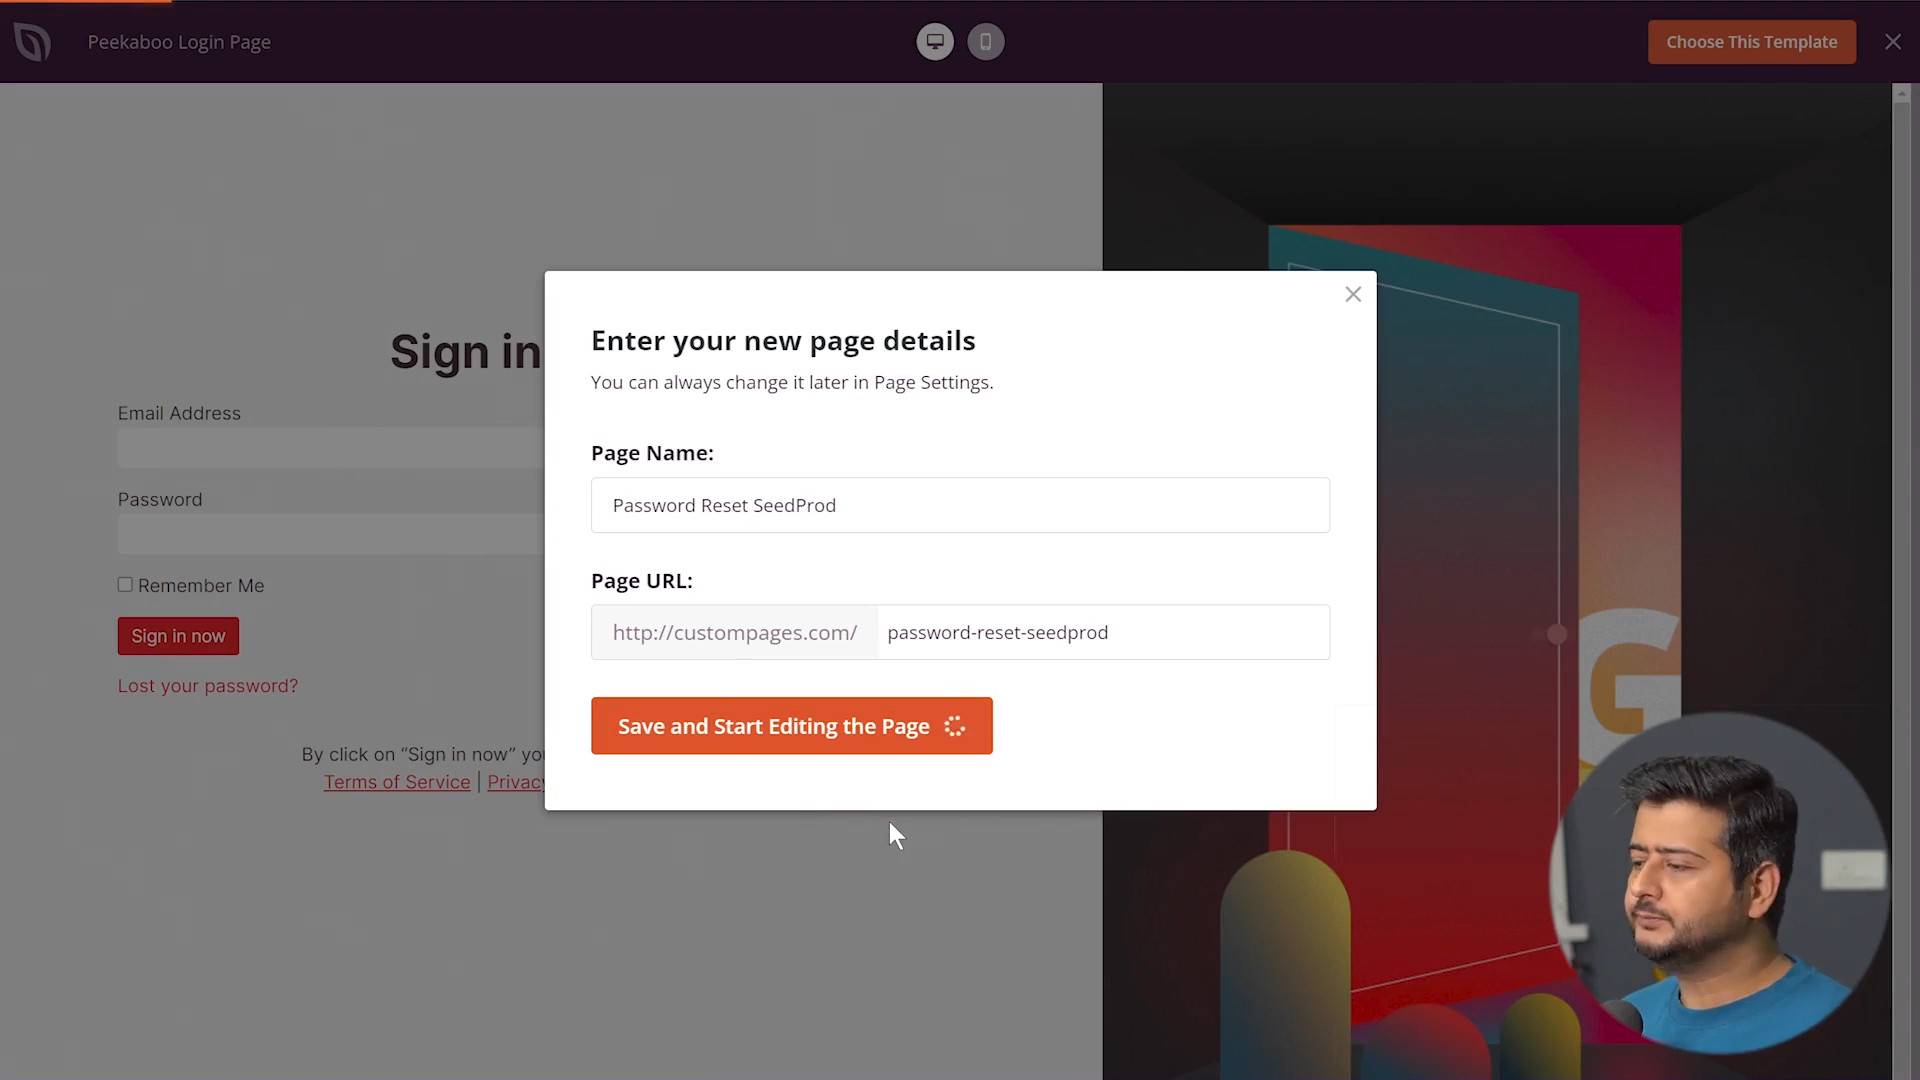 Peekaboo Login Page
Choose This Template
Enter your new page details
You can always change it later in Page Settings.
Page Name:
Password Reset SeedProd
Page URL:
http://custompages.com/ password-reset-seedprod
Save and Start Editing the Page
Sign in
Email Address
Password
Remember Me
Sign in now
Lost your password?
By click on “Sign in now” yo
Terms of Service | Privacy
G